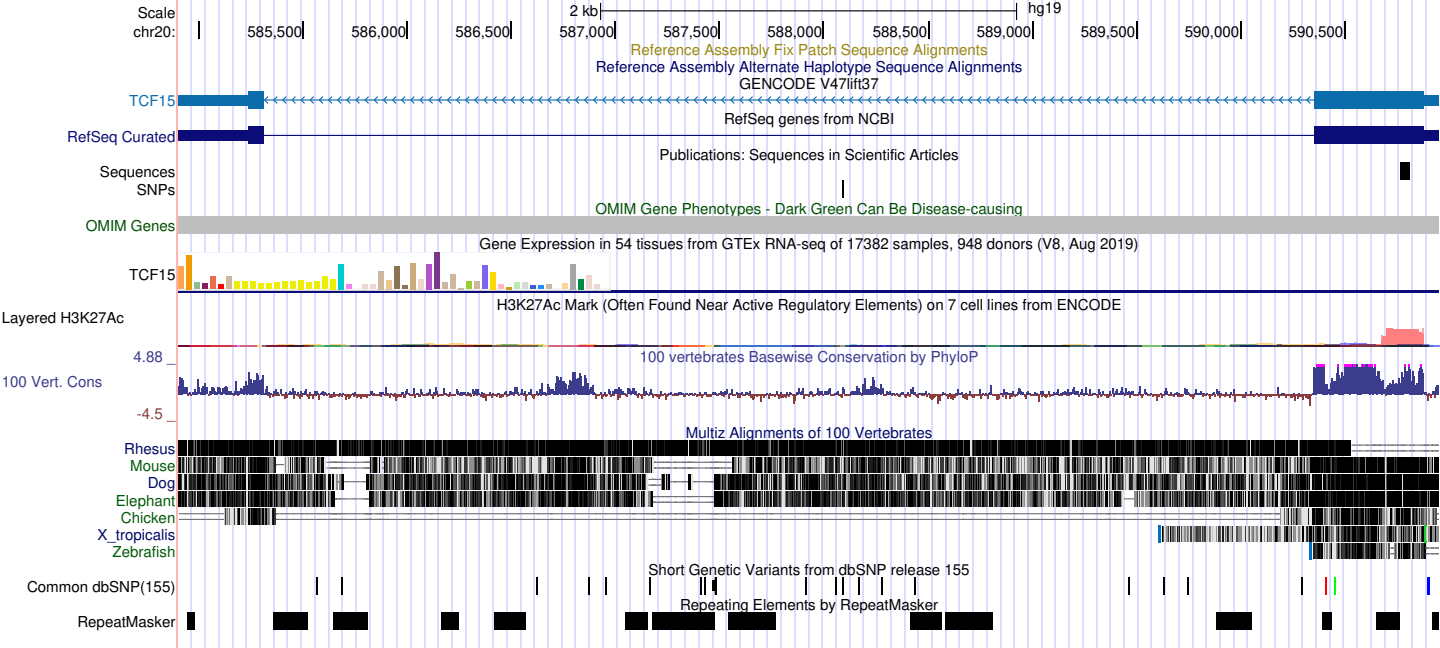 Scale 2 kb hg19
chr20: 585,500 586,000 586,500 587,000 587,500 588,000 588,500 589,000 589,500 590,000 590,500
Reference Assembly Fix Patch Sequence Alignments
Reference Assembly Alternate Haplotype Sequence Alignments
GENCODE V47lift37
TCF15
RefSeq genes from NCBI
RefSeq Curated
Publications: Sequences in Scientific Articles
Sequences
SNPs
OMIM Gene Phenotypes - Dark Green Can Be Disease-causing
OMIM Genes
Gene Expression in 54 tissues from GTEx RNA-seq of 17382 samples, 948 donors (V8, Aug 2019)
TCF15
H3K27Ac Mark (Often Found Near Active Regulatory Elements) on 7 cell lines from ENCODE
Layered H3K27Ac
100 vertebrates Basewise Conservation by PhyloP
4.88 _
100 Vert. Cons
-4.5 _
Multiz Alignments of 100 Vertebrates
Rhesus
Mouse
Dog
Elephant
Chicken
X_tropicalis
Zebrafish
Short Genetic Variants from dbSNP release 155
Common dbSNP(155)
Repeating Elements by RepeatMasker
RepeatMasker